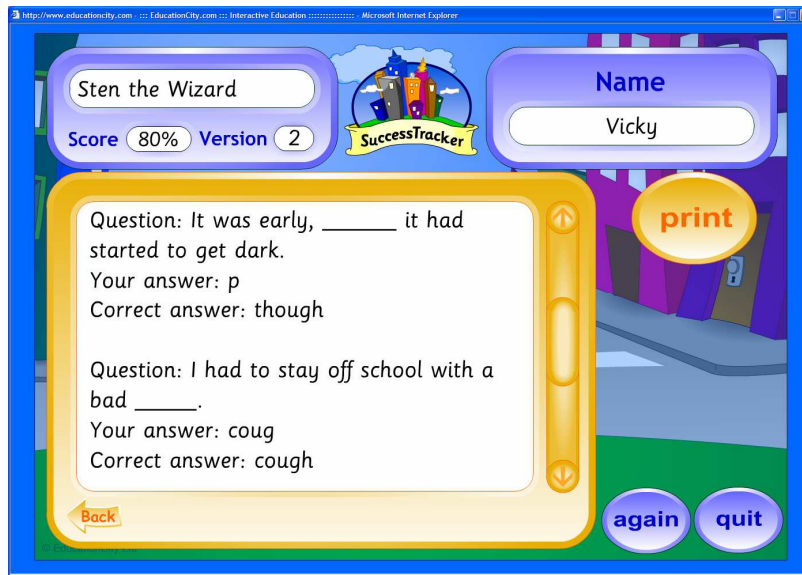 http://www.educationcity.com - ::: EducationCity.com ::: Interactive Education :::::::::::::::: - Microsoft Internet Explorer
Sten the Wizard
Score 80% Version 2
SuccessTracker
Name
Vicky
print
Question: It was early, ______ it had
started to get dark.
Your answer: p
Correct answer: though
Question: I had to stay off school with a
bad _____.
Your answer: coug
Correct answer: cough
Back
again
quit
© EducationCity Ltd